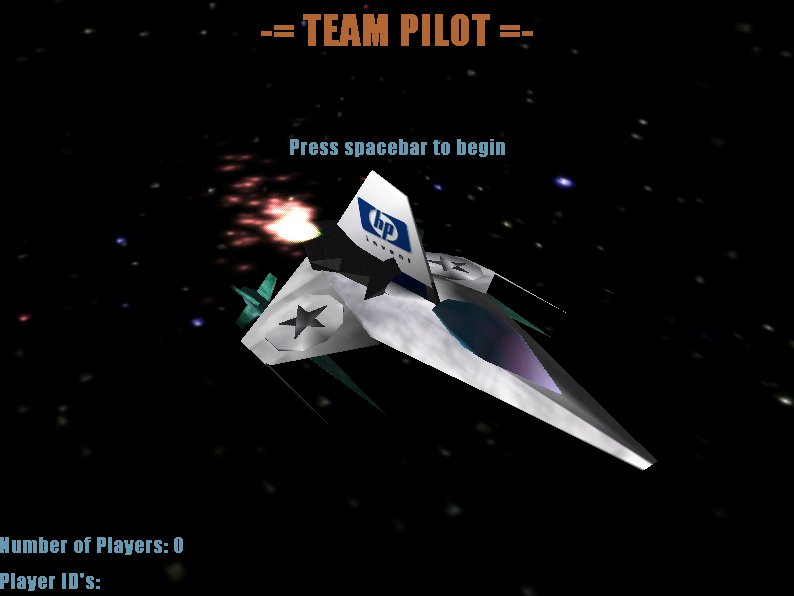 -= TEAM PILOT =-
Press spacebar to begin
hp
invent
Number of Players: 0
Player ID's: